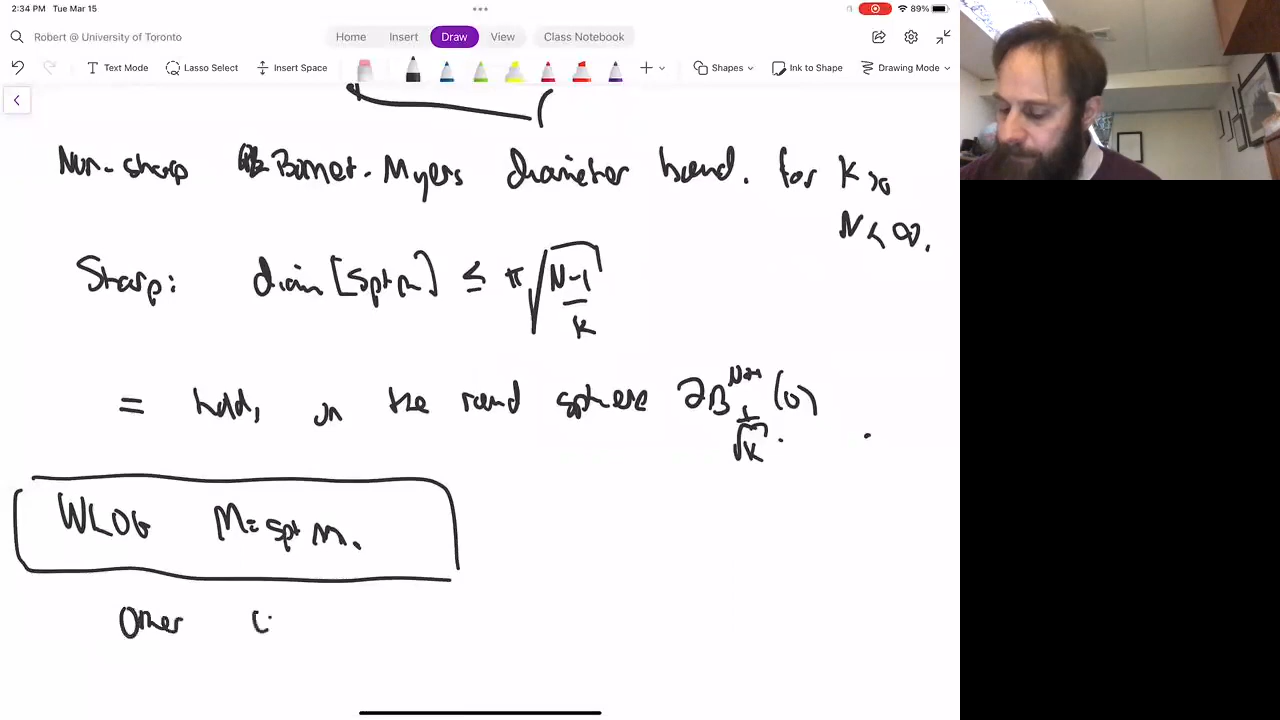 2:34 PM Tue Mar 15
89%
Robert @ University of Toronto
Home Insert Draw View Class Notebook
Text Mode Lasso Select Insert Space Shapes Ink to Shape Drawing Mode
Non-sharp Bonnet-Myers diameter bound. for K>0
N<∞.
Sharp: diam [spt m] ≤ π√(N-1/K)
= holds on the round sphere ∂B (0)
1/√K .
WLOG M = spt m.
Other